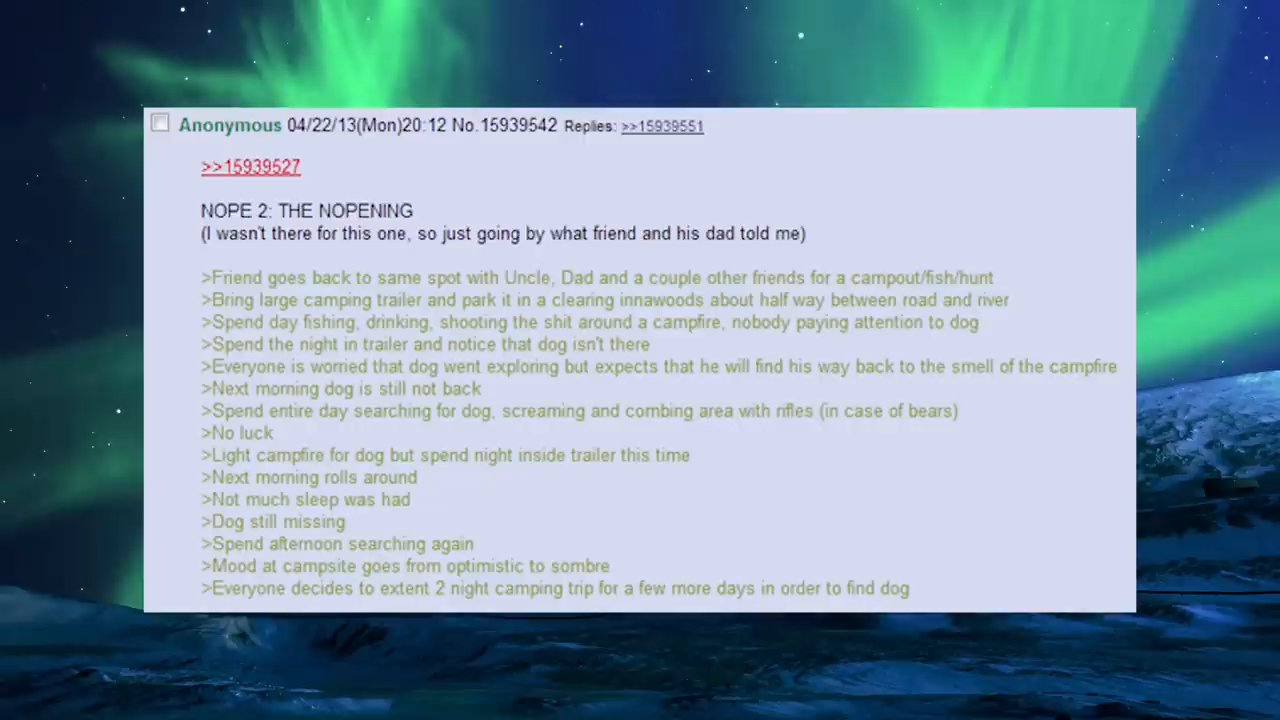 Anonymous 04/22/13(Mon)20:12 No.15939542 Replies: >>15939551
>>15939527
NOPE 2: THE NOPENING
(I wasn't there for this one, so just going by what friend and his dad told me)
>Friend goes back to same spot with Uncle, Dad and a couple other friends for a campout/fish/hunt
>Bring large camping trailer and park it in a clearing innawoods about half way between road and river
>Spend day fishing, drinking, shooting the shit around a campfire, nobody paying attention to dog
>Spend the night in trailer and notice that dog isn't there
>Everyone is worried that dog went exploring but expects that he will find his way back to the smell of the campfire
>Next morning dog is still not back
>Spend entire day searching for dog, screaming and combing area with rifles (in case of bears)
>No luck
>Light campfire for dog but spend night inside trailer this time
>Next morning rolls around
>Not much sleep was had
>Dog still missing
>Spend afternoon searching again
>Mood at campsite goes from optimistic to sombre
>Everyone decides to extent 2 night camping trip for a few more days in order to find dog